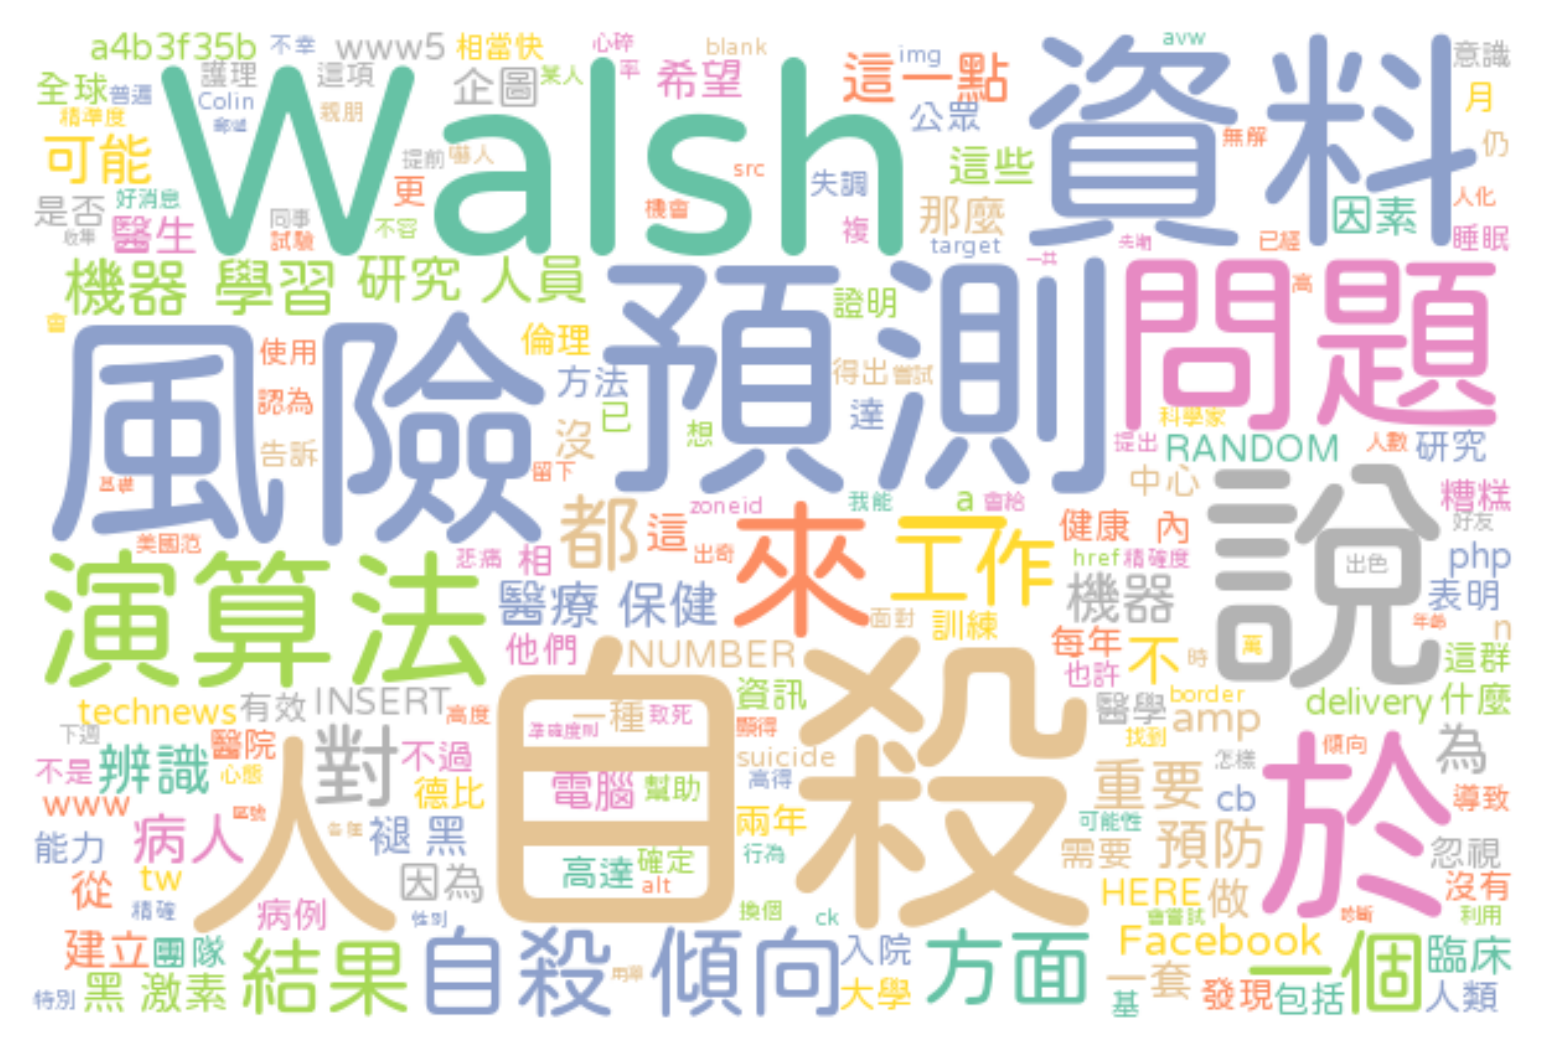 a4b3f35b 不幸 www5 相當快 心碎 blank img avw
全球 普遍 護理 這項 企圖 某人 率 希望 這一點 資料 意識
精準度 Colin 親朋 Walsh 公眾 無解 月
可能 提前 嚇人 src 這些 仍
是否 好消息 同事 失調 那麼 因素 人化
醫生 試驗 不容 更 機會 複 target 已經 睡眠
機器 學習 研究 人員 一共 證明 問題 高
會 風險 使用 倫理 預測
認為 方法 得出 嘗試
告訴 已 達 科學家
沒 想 提出 RANDOM 人數 研究
留下 中心 說 糟糕
美國范 都 這 zoneid 來 我能 a 會給 工作 健康 內 好友
演算法 悲痛 相 出奇 href 精確度 出色 php
醫療 保健 面對 機器 表明
他們 NUMBER 訓練 每年 不 萬 年齡 n
自殺 也許 時 這群
technews 有效 INSERT 高度 資訊 醫學 border delivery 什麼
下週 醫院 對 一種 致死 顯得 找到 amp 傾向 為
不是 辨識 心態 人 不過 準確度則 suicide 怎樣 於
www 德比 電腦 幫助 高得 重要 cb 導致
能力 病人 褪 黑 兩年 可能性 忽視
從 tw 因為 高達 確定 行為 需要 預防 沒有
精確 病例 性別 alt 換個 ck HERE 做 診斷 利用
建立 團隊 結果 自殺 傾向 入院 方面 會嘗試 Facebook 一個 臨床
特別 黑 激素 大學 基 一套 發現 包括 人類